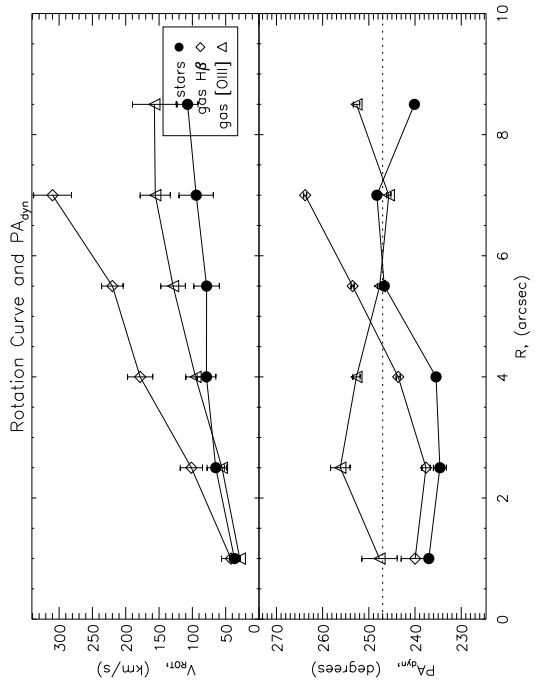 Rotation Curve and PA_dyn
V_ROT, (km/s)
0 50 100 150 200 250 300
stars
gas Hβ
gas [OIII]
PA_dyn, (degrees)
230 240 250 260 270
0 2 4 6 8 10
R, (arcsec)